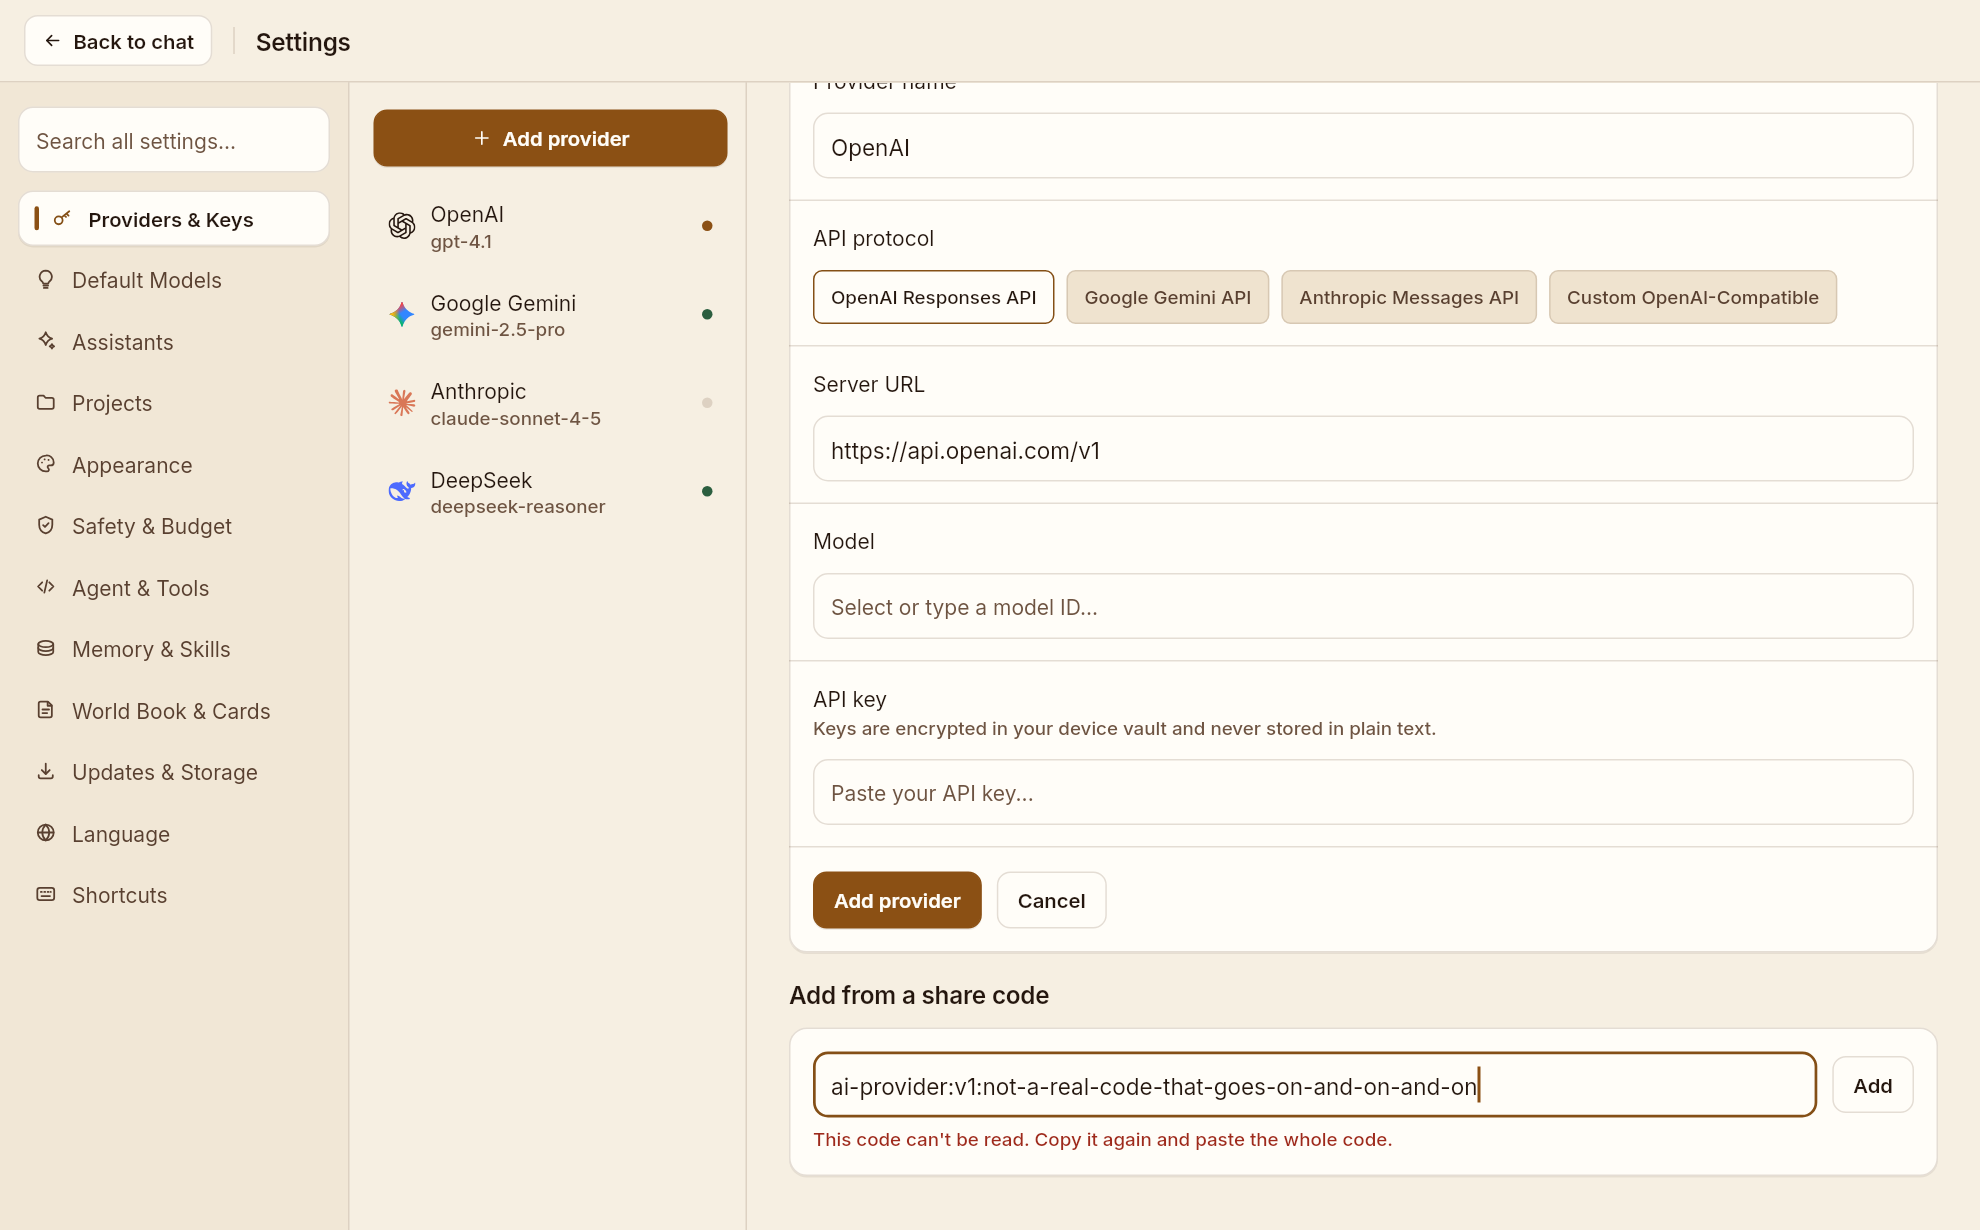 Back to chat
Settings
Search all settings...
Providers & Keys
Default Models
Assistants
Projects
Appearance
Safety & Budget
Agent & Tools
Memory & Skills
World Book & Cards
Updates & Storage
Language
Shortcuts
Add provider
OpenAI
gpt-4.1
Google Gemini
gemini-2.5-pro
Anthropic
claude-sonnet-4-5
DeepSeek
deepseek-reasoner
Provider name
OpenAI
API protocol
OpenAI Responses API
Google Gemini API
Anthropic Messages API
Custom OpenAI-Compatible
Server URL
https://api.openai.com/v1
Model
Select or type a model ID...
API key
Keys are encrypted in your device vault and never stored in plain text.
Paste your API key...
Add provider
Cancel
Add from a share code
ai-provider:v1:not-a-real-code-that-goes-on-and-on-and-on
Add
This code can't be read. Copy it again and paste the whole code.